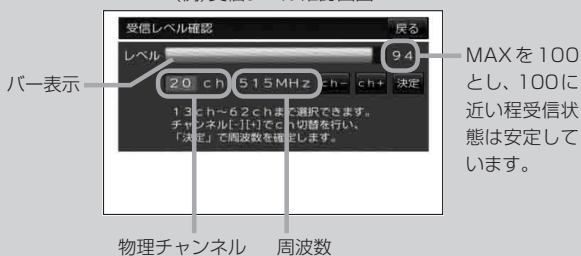 受信レベル確認 戻る
レベル 94
20 ch 515MHz ch- ch+ 決定
13ch〜62chまで選択できます。
チャンネル[-][+]でch切替を行い、
「決定」で周波数を確定します。
バー表示
MAXを100
とし、100に
近い程受信状
態は安定して
います。
物理チャンネル 周波数